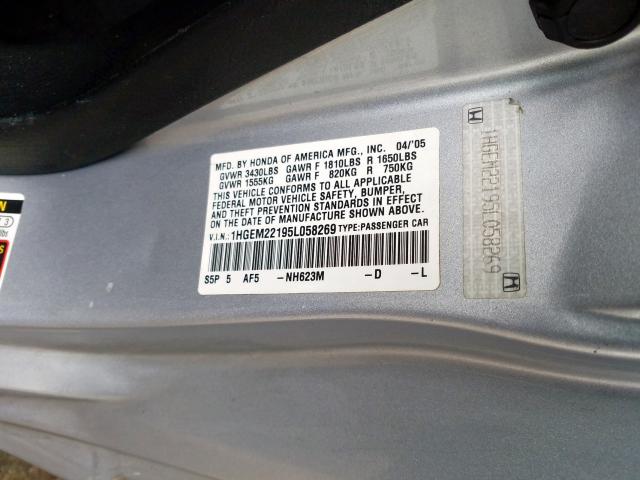 MFD. BY HONDA OF AMERICA MFG., INC. 04/'05
GVWR 3430LBS GAWR F 1810LBS R 1650LBS
GVWR 1555KG GAWR F 820KG R 750KG
THIS VEHICLE CONFORMS TO ALL APPLICABLE
FEDERAL MOTOR VEHICLE SAFETY, BUMPER,
AND THEFT PREVENTION STANDARDS IN EFFECT
ON THE DATE OF MANUFACTURE SHOWN ABOVE.
V.I.N.: 1HGEM22195L058269 TYPE:PASSENGER CAR
S5P 5 AF5 -NH623M -D -L
1HGEM22195L058269